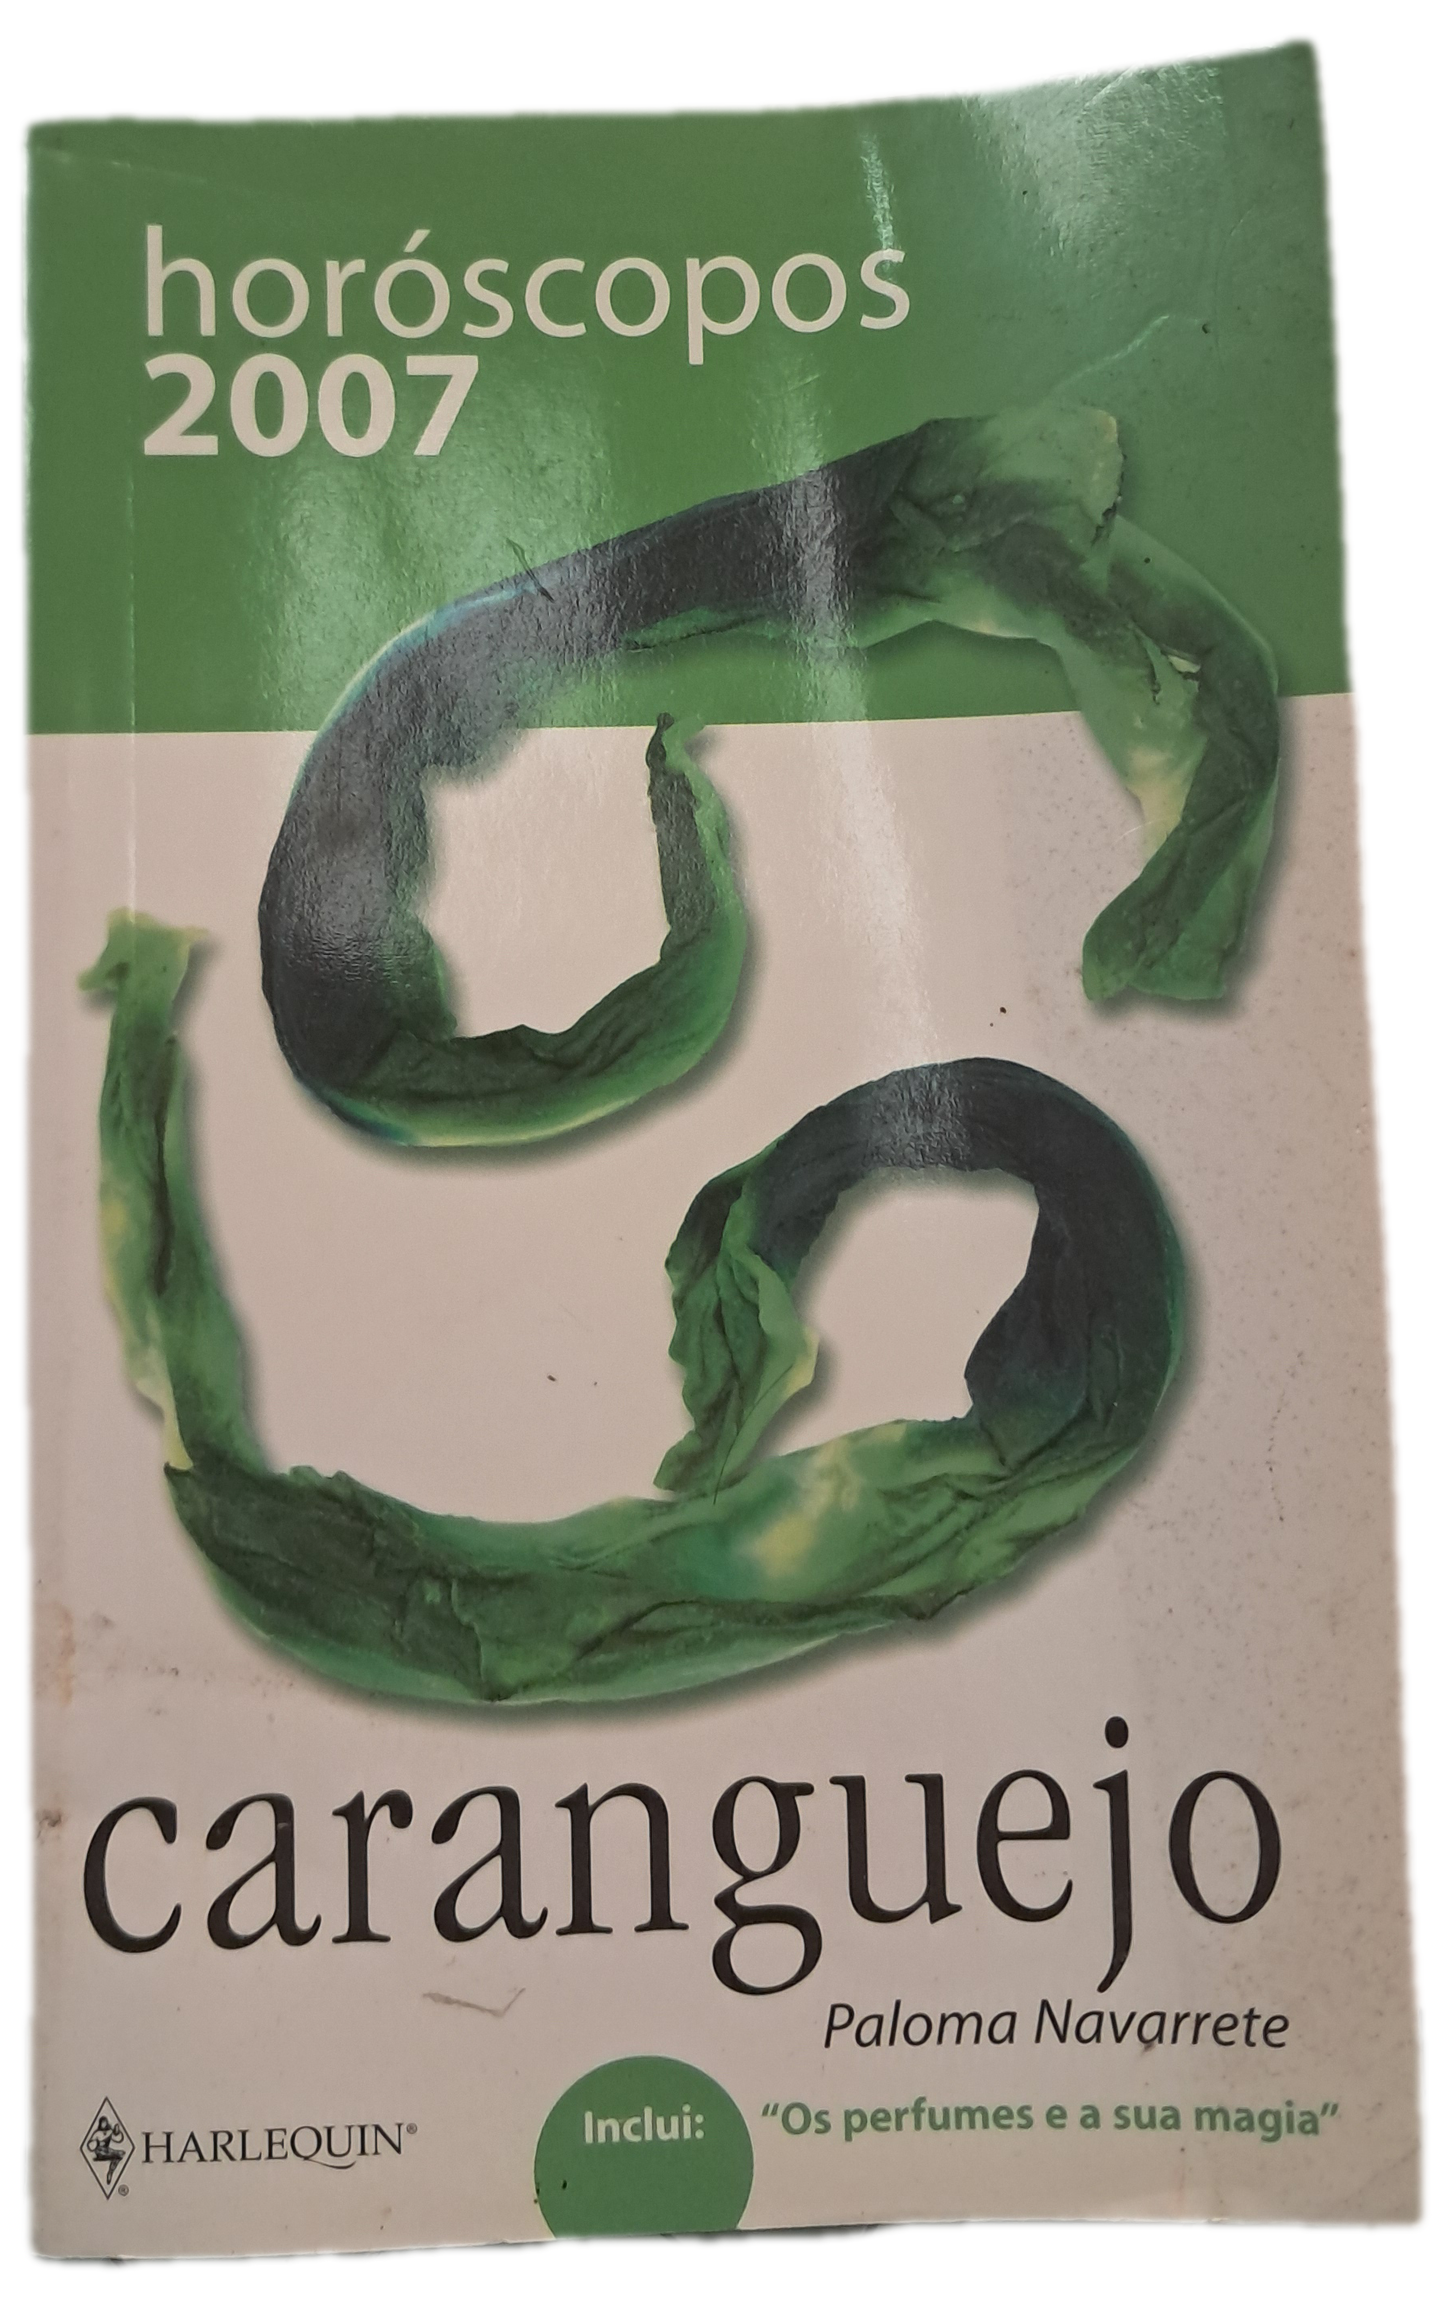 horóscopos
2007
caranguejo
Paloma Navarrete
HARLEQUIN®
®
Inclui: "Os perfumes e a sua magia"